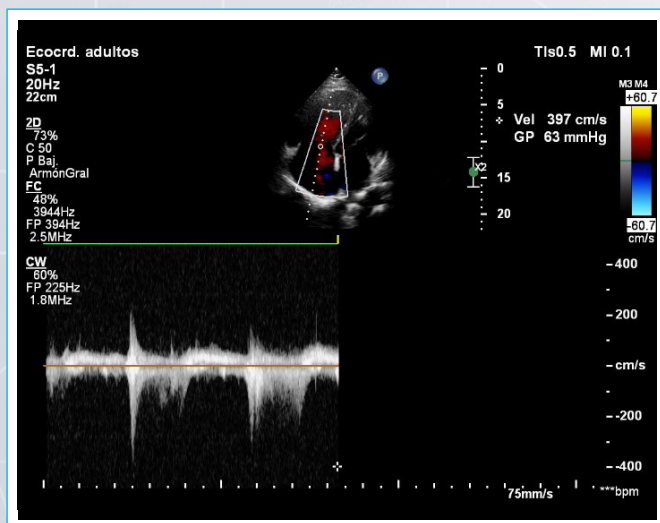 Ecocrd. adultos
TIs0.5 MI 0.1
S5-1
20Hz
22cm
2D
73%
C 50
P Baj.
ArmónGral
FC
48%
3944Hz
FP 394Hz
2.5MHz
CW
60%
FP 225Hz
1.8MHz
P
0
5
10
15
20
X2
Vel 397 cm/s
GP 63 mmHg
M3 M4
+60.7
-60.7
cm/s
-400
-200
-cm/s
-200
-400
75mm/s
***bpm